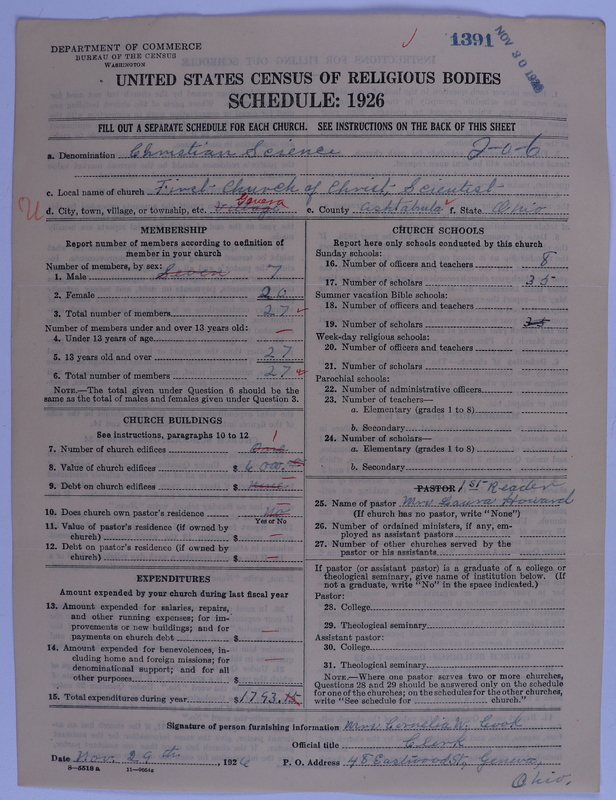 1391
NOV 30 1926
DEPARTMENT OF COMMERCE
BUREAU OF THE CENSUS
WASHINGTON
UNITED STATES CENSUS OF RELIGIOUS BODIES
SCHEDULE: 1926
FILL OUT A SEPARATE SCHEDULE FOR EACH CHURCH. SEE INSTRUCTIONS ON THE BACK OF THIS SHEET
a. Denomination Christian Science 2-0-6
c. Local name of church First Church of Christ Scientist
Geneva
U d. City, town, village, or township, etc. Village e. County Ashtabula f. State Ohio
MEMBERSHIP
Report number of members according to definition of
member in your church
Number of members, by sex:
1. Male Seven 7
2. Female 20
3. Total number of members 27
Number of members under and over 13 years old:
4. Under 13 years of age —
5. 13 years old and over 27
6. Total number of members 27
NOTE.—The total given under Question 6 should be
same as the total of males and females given under Question 3.
CHURCH BUILDINGS
See instructions, paragraphs 10 to 12
7. Number of church edifices 1
8. Value of church edifices $ 6000.
9. Debt on church edifices $ None
10. Does church own pastor's residence No
Yes or No
11. Value of pastor's residence (if owned by
church) $ —
12. Debt on pastor's residence (if owned by
church) $ —
EXPENDITURES
Amount expended by your church during last fiscal year
13. Amount expended for salaries, repairs,
and other running expenses; for im-
provements or new buildings; and for
payments on church debt $ —
14. Amount expended for benevolences, in-
cluding home and foreign missions; for
denominational support; and for all
other purposes $ —
15. Total expenditures during year $1793.15
CHURCH SCHOOLS
Report here only schools conducted by this church
Sunday schools:
16. Number of officers and teachers 8
17. Number of scholars 35
Summer vacation Bible schools:
18. Number of officers and teachers
19. Number of scholars 35
Week-day religious schools:
20. Number of officers and teachers
21. Number of scholars
Parochial schools:
22. Number of administrative officers
23. Number of teachers—
a. Elementary (grades 1 to 8)
b. Secondary
24. Number of scholars—
a. Elementary (grades 1 to 8)
b. Secondary
PASTOR 1st Reader
25. Name of pastor Mrs Laura Howard
(If church has no pastor, write "None")
26. Number of ordained ministers, if any, em-
ployed as assistant pastors
27. Number of other churches served by the
pastor or his assistants
If pastor (or assistant pastor) is a graduate of a college or
theological seminary, give name of institution below. (If
not a graduate, write "No" in the space indicated.)
Pastor:
28. College
29. Theological seminary
Assistant pastor:
30. College
31. Theological seminary
NOTE.—Where one pastor serves two or more churches,
Questions 28 and 29 should be answered only on the schedule
for one of the churches; on the schedules for the other churches,
write "See schedule for church."
Signature of person furnishing information Mrs. Cornelia W. Cook
Official title Clerk
Date Nov. 29th, 1926 P. O. Address 48 Eastwood St, Geneva,
Ohio.
8—5513a 11—9051a